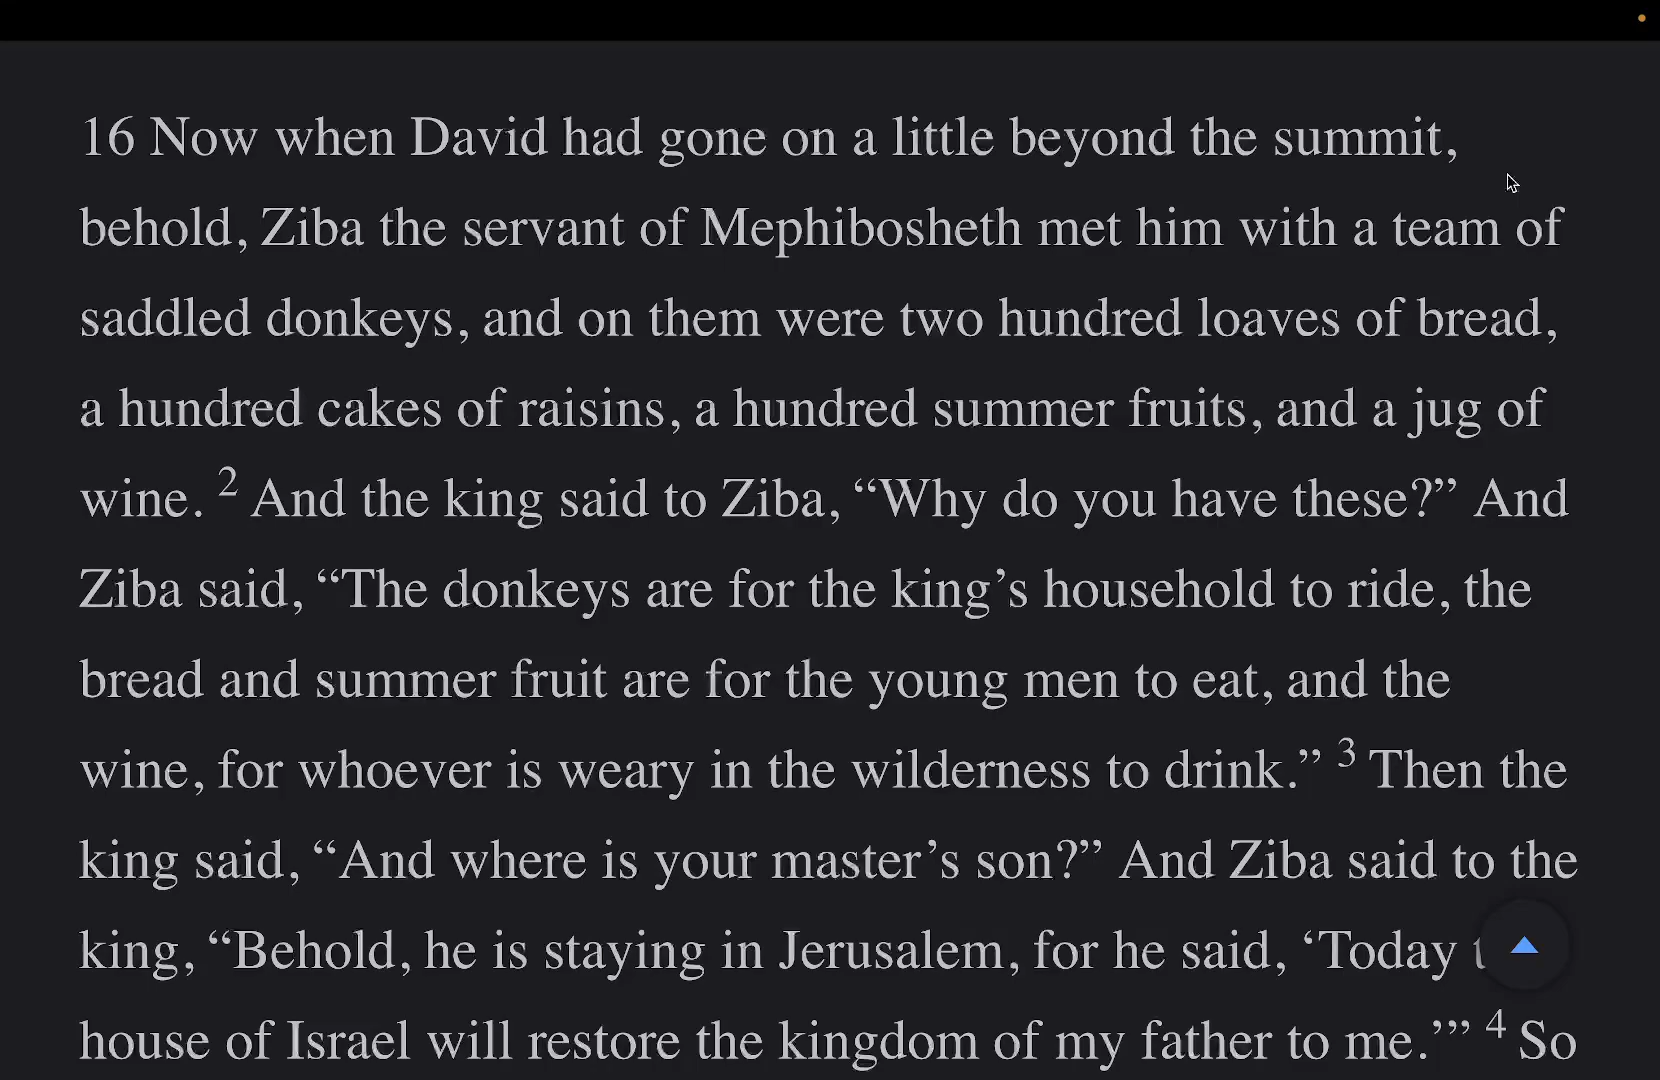 16 Now when David had gone on a little beyond the summit,
behold, Ziba the servant of Mephibosheth met him with a team of
saddled donkeys, and on them were two hundred loaves of bread,
a hundred cakes of raisins, a hundred summer fruits, and a jug of
wine. 2 And the king said to Ziba, “Why do you have these?” And
Ziba said, “The donkeys are for the king’s household to ride, the
bread and summer fruit are for the young men to eat, and the
wine, for whoever is weary in the wilderness to drink.” 3 Then the
king said, “And where is your master’s son?” And Ziba said to the
king, “Behold, he is staying in Jerusalem, for he said, ‘Today
house of Israel will restore the kingdom of my father to me.’” 4 So